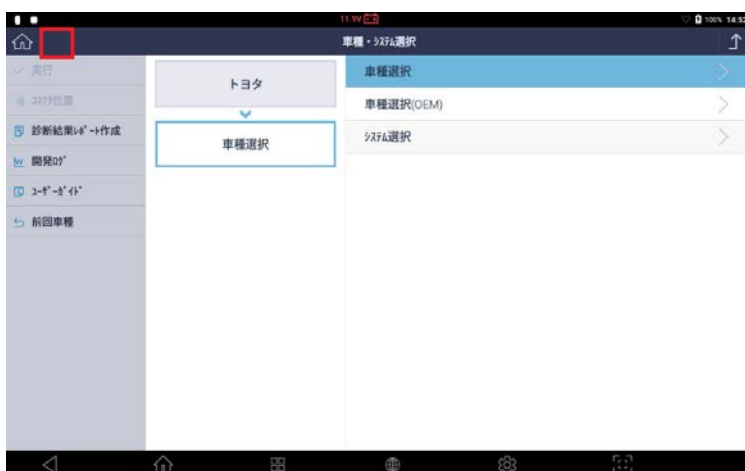 11.9V
100% 14:52
車種・ｼｽﾃﾑ選択
実行
ｺﾈｸﾀ位置
診断結果ﾚﾎﾟｰﾄ作成
開発ﾛｸﾞ
ﾕｰｻﾞｰｶﾞｲﾄﾞ
前回車種
トヨタ
車種選択
車種選択
車種選択(OEM)
ｼｽﾃﾑ選択